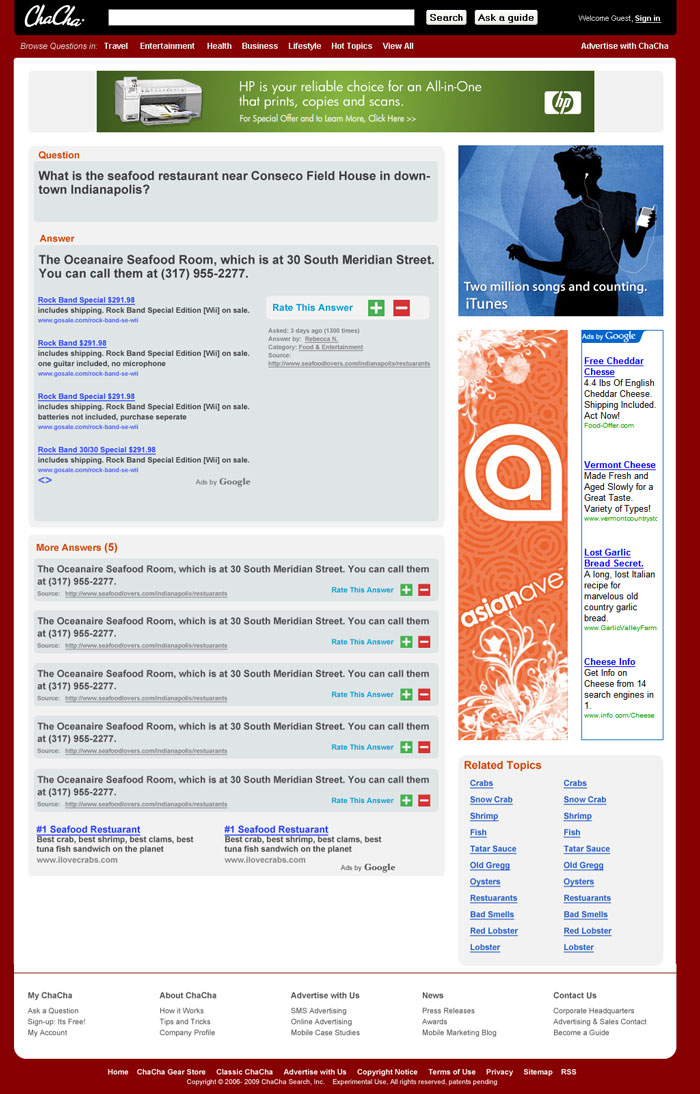 ChaCha
Search
Ask a guide
Welcome Guest, Sign in
Browse Questions in: Travel Entertainment Health Business Lifestyle Hot Topics View All
Advertise with ChaCha
HP is your reliable choice for an All-in-One
that prints, copies and scans.
For Special Offer and to Learn More, Click Here >>
hp
Question
What is the seafood restaurant near Conseco Field House in down-
town Indianapolis?
Answer
The Oceanaire Seafood Room, which is at 30 South Meridian Street.
You can call them at (317) 955-2277.
Rock Band Special $291.98
includes shipping. Rock Band Special Edition [Wii] on sale.
www.gosale.com/rock-band-se-wii
Rock Band $291.98
includes shipping. Rock Band Special Edition [Wii] on sale.
one guitar included, no microphone
www.gosale.com/rock-band-se-wii
Rock Band Special $291.98
includes shipping. Rock Band Special Edition [Wii] on sale.
batteries not included, purchase seperate
www.gosale.com/rock-band-se-wii
Rock Band 30/30 Special $291.98
includes shipping. Rock Band Special Edition [Wii] on sale.
www.gosale.com/rock-band-se-wii
<>
Ads by Google
Rate This Answer
Asked: 3 days ago (1300 times)
Answer by: Rebecca N.
Category: Food & Entertainment
Source:
http://www.seafoodlovers.com/indianapolis/restuarants
More Answers (5)
The Oceanaire Seafood Room, which is at 30 South Meridian Street. You can call them
at (317) 955-2277.
Source: http://www.seafoodlovers.com/indianapolis/restuarants
Rate This Answer
The Oceanaire Seafood Room, which is at 30 South Meridian Street. You can call them
at (317) 955-2277.
Source: http://www.seafoodlovers.com/indianapolis/restuarants
Rate This Answer
The Oceanaire Seafood Room, which is at 30 South Meridian Street. You can call them
at (317) 955-2277.
Source: http://www.seafoodlovers.com/indianapolis/restuarants
Rate This Answer
The Oceanaire Seafood Room, which is at 30 South Meridian Street. You can call them
at (317) 955-2277.
Source: http://www.seafoodlovers.com/indianapolis/restuarants
Rate This Answer
The Oceanaire Seafood Room, which is at 30 South Meridian Street. You can call them
at (317) 955-2277.
Source: http://www.seafoodlovers.com/indianapolis/restuarants
Rate This Answer
#1 Seafood Restuarant
Best crab, best shrimp, best clams, best
tuna fish sandwich on the planet
www.ilovecrabs.com
#1 Seafood Restuarant
Best crab, best shrimp, best clams, best
tuna fish sandwich on the planet
www.ilovecrabs.com
Ads by Google
Two million songs and counting.
iTunes
a
asianave
Ads by Google
Free Cheddar
Chesse
4.4 lbs Of English
Cheddar Cheese.
Shipping Included.
Act Now!
Food-Offer.com
Vermont Cheese
Made Fresh and
Aged Slowly for a
Great Taste.
Variety of Types!
www.vermontcountrystc
Lost Garlic
Bread Secret.
A long, lost Italian
recipe for
marvelous old
country garlic
bread.
www.GarlicValleyFarm
Cheese Info
Get Info on
Cheese from 14
search engines in
1.
www.info.com/Cheese
Related Topics
Crabs Crabs
Snow Crab Snow Crab
Shrimp Shrimp
Fish Fish
Tatar Sauce Tatar Sauce
Old Gregg Old Gregg
Oysters Oysters
Restuarants Restuarants
Bad Smells Bad Smells
Red Lobster Red Lobster
Lobster Lobster
My ChaCha
Ask a Question
Sign-up: Its Free!
My Account
About ChaCha
How it Works
Tips and Tricks
Company Profile
Advertise with Us
SMS Advertising
Online Advertising
Mobile Case Studies
News
Press Releases
Awards
Mobile Marketing Blog
Contact Us
Corporate Headquarters
Advertising & Sales Contact
Become a Guide
Home ChaCha Gear Store Classic ChaCha Advertise with Us Copyright Notice Terms of Use Privacy Sitemap RSS
Copyright © 2006- 2009 ChaCha Search, Inc. Experimental Use, All rights reserved, patents pending